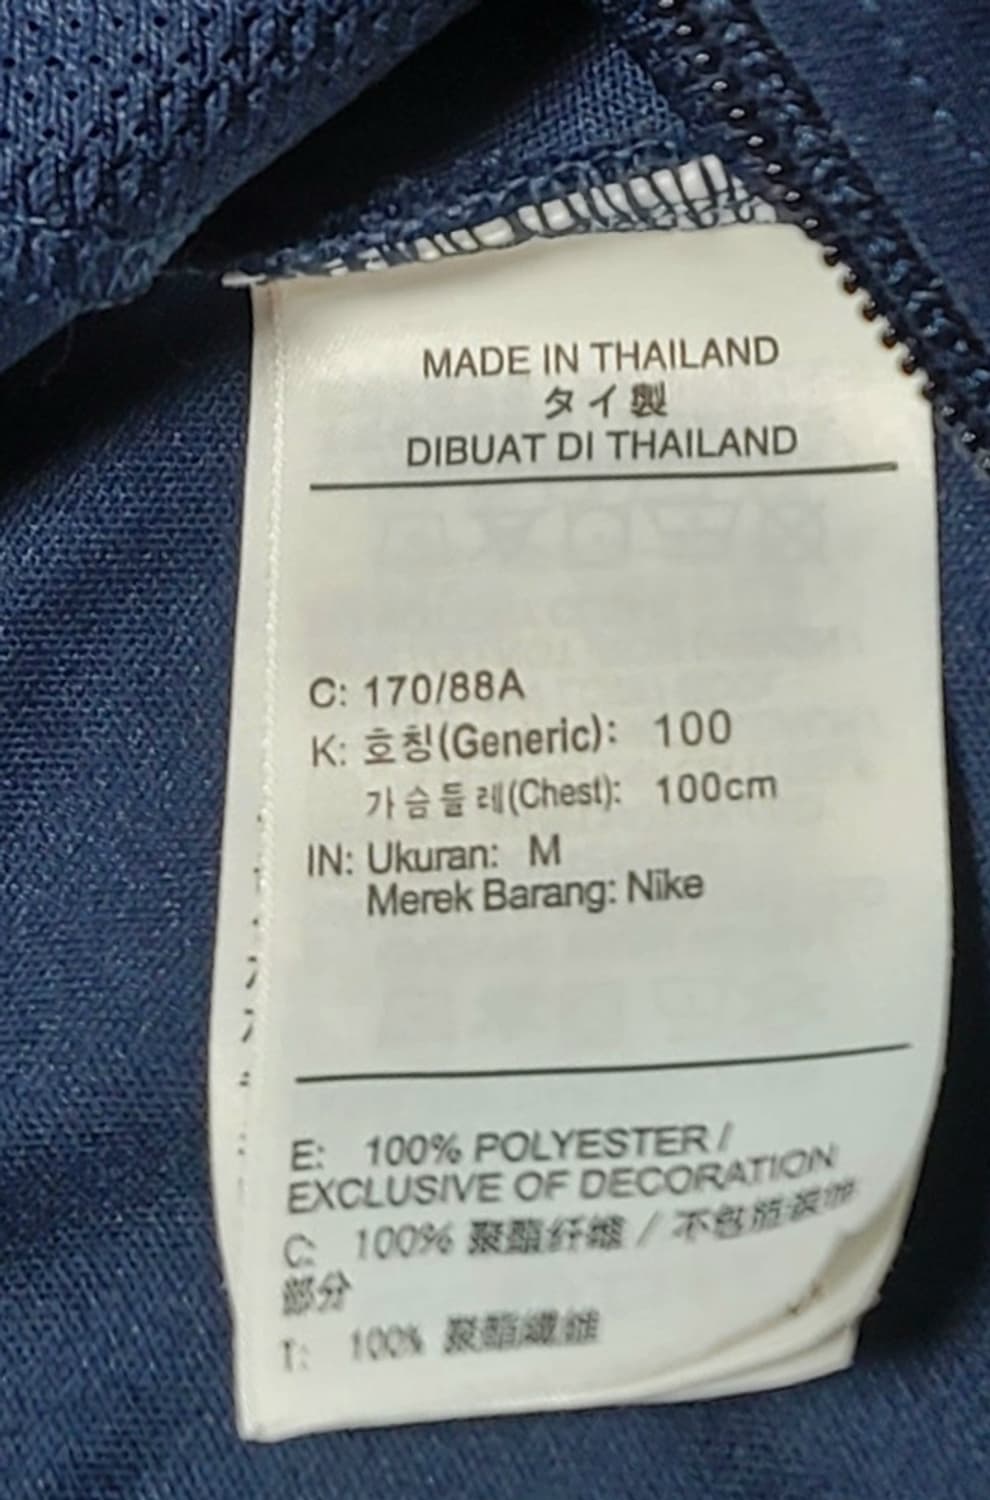 MADE IN THAILAND
タイ製
DIBUAT DI THAILAND
C: 170/88A
K: 호칭(Generic): 100
가슴둘레(Chest): 100cm
IN: Ukuran: M
Merek Barang: Nike
E: 100% POLYESTER /
EXCLUSIVE OF DECORATION
C: 100% 聚酯纤维 / 不包括装饰
部分
T: 100% 聚酯纖維